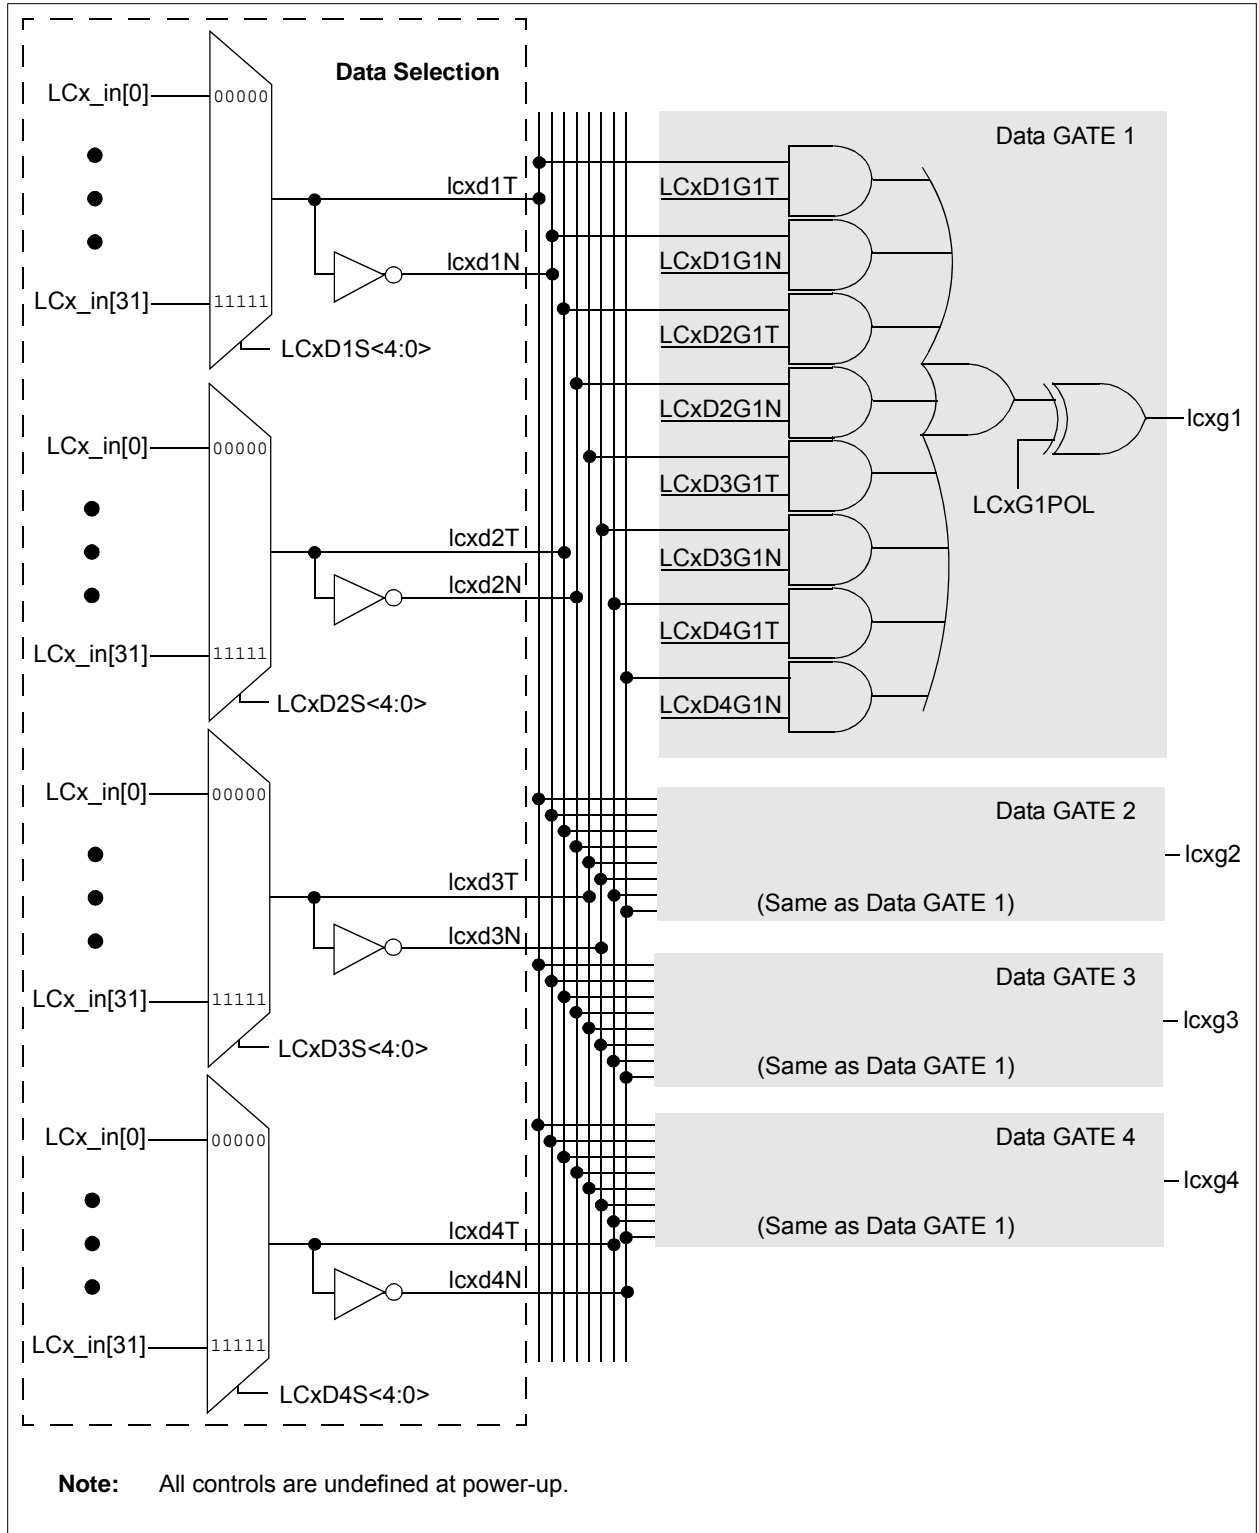 Data Selection
LCx_in[0]
00000
lcxd1T
lcxd1N
LCx_in[31]
11111
LCxD1S<4:0>
LCx_in[0]
00000
lcxd2T
lcxd2N
LCx_in[31]
11111
LCxD2S<4:0>
LCx_in[0]
00000
lcxd3T
lcxd3N
LCx_in[31]
11111
LCxD3S<4:0>
LCx_in[0]
00000
lcxd4T
lcxd4N
LCx_in[31]
11111
LCxD4S<4:0>
Data GATE 1
LCxD1G1T
LCxD1G1N
LCxD2G1T
LCxD2G1N
LCxD3G1T
LCxD3G1N
LCxD4G1T
LCxD4G1N
LCxG1POL
lcxg1
Data GATE 2
(Same as Data GATE 1)
lcxg2
Data GATE 3
(Same as Data GATE 1)
lcxg3
Data GATE 4
(Same as Data GATE 1)
lcxg4
Note: All controls are undefined at power-up.